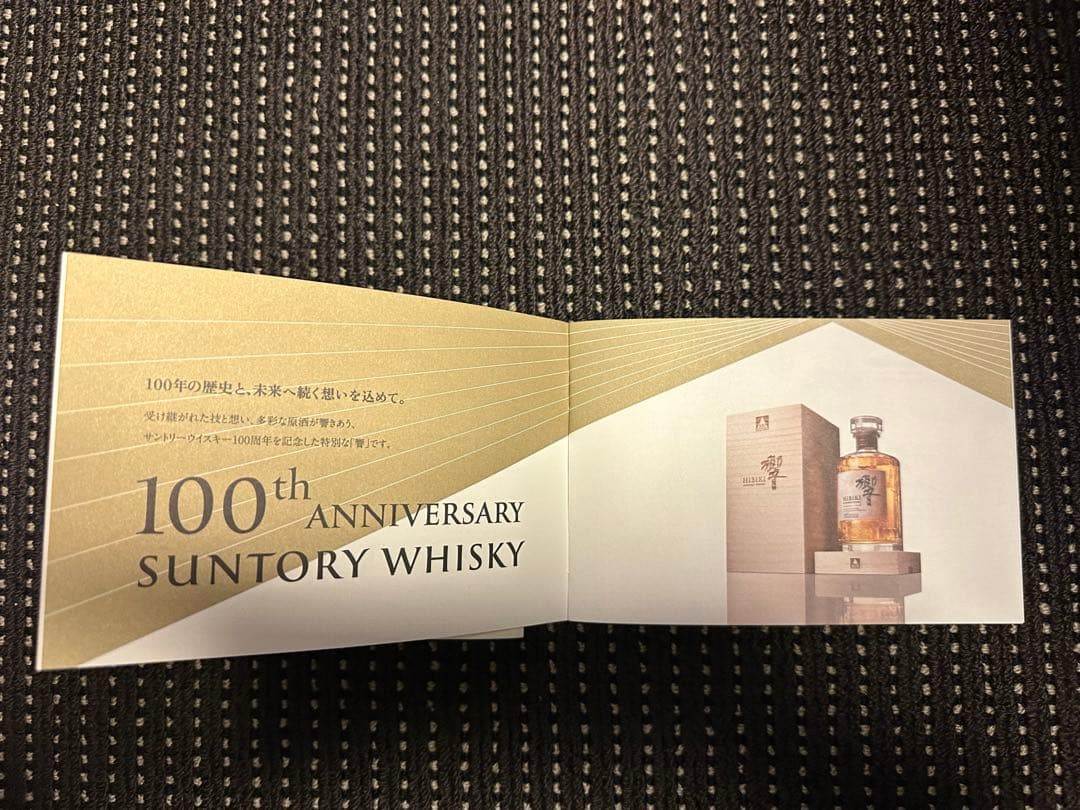 100年の歴史と、未来へ続く想いを込めて。
受け継がれた技と想い、多彩な原酒が響きあう、
サントリーウイスキー100周年を記念した特別な「響」です。
100th ANNIVERSARY
SUNTORY WHISKY
響
HIBIKI
響
HIBIKI